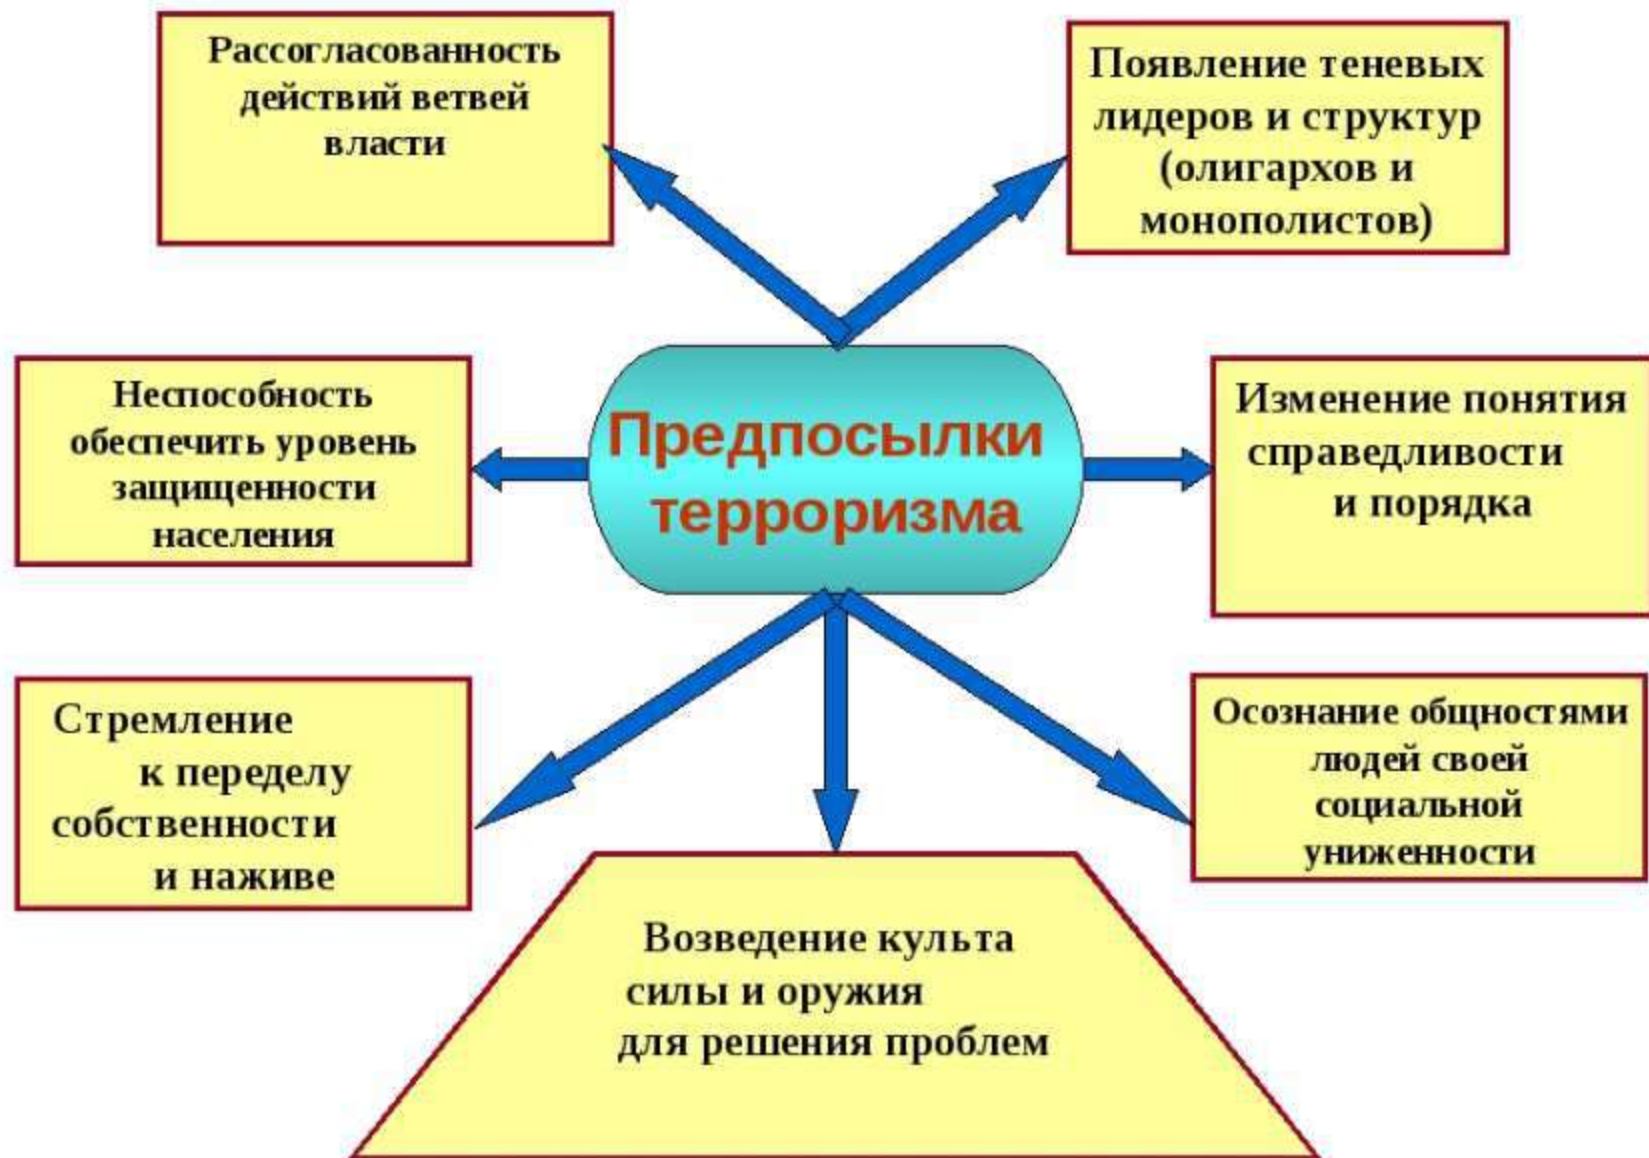 Рассогласованность
действий ветвей
власти
Появление теневых
лидеров и структур
(олигархов и
монополистов)
Неспособность
обеспечить уровень
защищенности
населения
Предпосылки
терроризма
Изменение понятия
справедливости
и порядка
Стремление
к переделу
собственности
и наживе
Осознание общностями
людей своей
социальной
униженности
Возведение культа
силы и оружия
для решения проблем